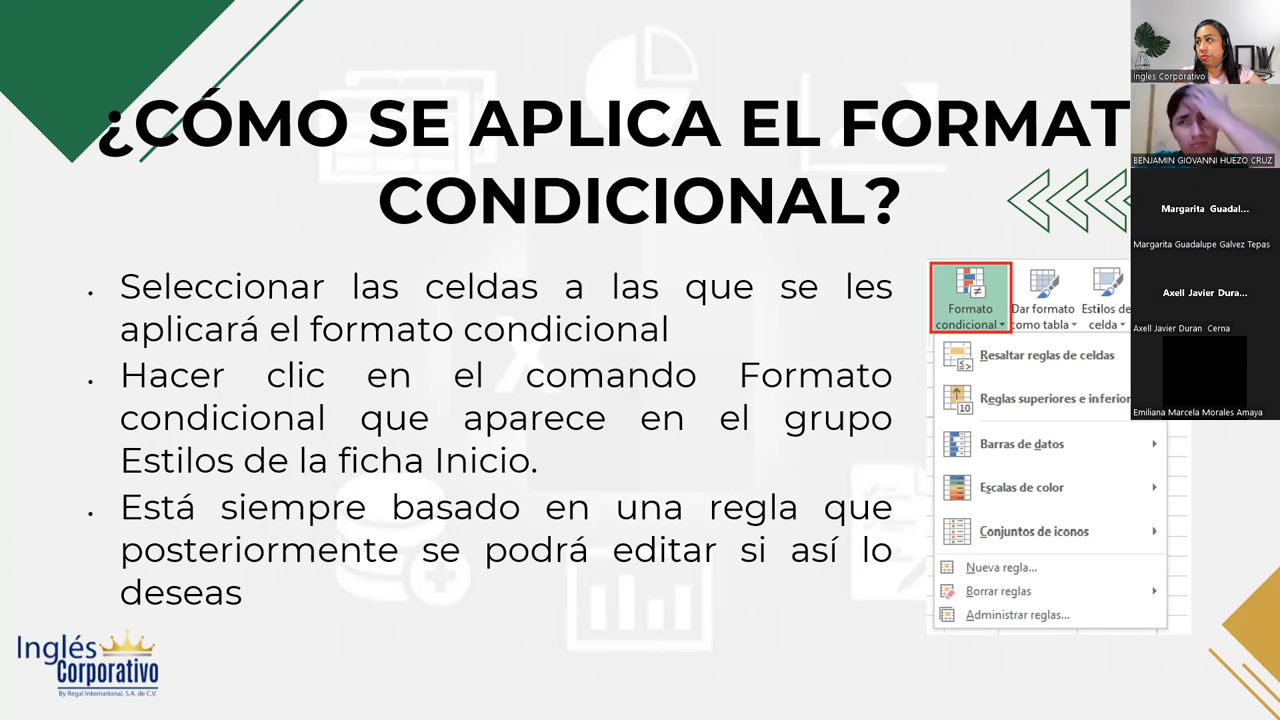 ¿CÓMO SE APLICA EL FORMAT
CONDICIONAL?
Seleccionar las celdas a las que se les
aplicará el formato condicional
Hacer clic en el comando Formato
condicional que aparece en el grupo
Estilos de la ficha Inicio.
Está siempre basado en una regla que
posteriormente se podrá editar si así lo
deseas
Formato
condicional
Dar formato
como tabla
Estilos de
celda
Resaltar reglas de celdas
Reglas superiores e inferior
10
Barras de datos
Escalas de color
Conjuntos de iconos
Nueva regla...
Borrar reglas
Administrar reglas...
Inglés Corporativo
BENJAMIN GIOVANNI HUEZO CRUZ
Margarita Guadal...
Margarita Guadalupe Galvez Tepas
Axell Javier Dura...
Axell Javier Duran Cerna
Emiliana Marcela Morales Amaya
Inglés
Corporativo
By Regal International, S.A. de C.V.